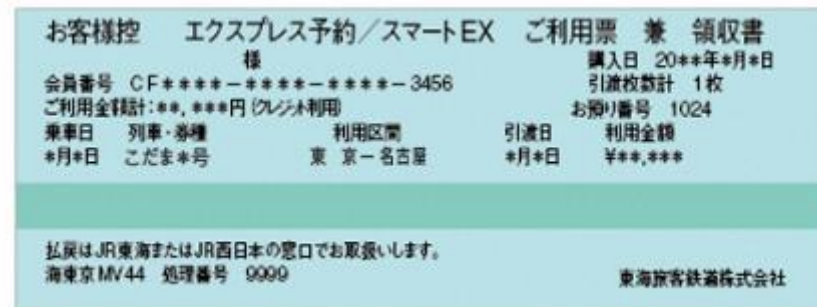 お客様控　エクスプレス予約／スマートEX　ご利用票　兼　領収書
様　購入日　20**年*月*日
会員番号　CF****-****-****-3456　引渡枚数計　1枚
ご利用金額計:**,***円(クレジット利用)　お預り番号　1024
乗車日　列車・券種　利用区間　引渡日　利用金額
*月*日　こだま*号　東　京－名古屋　*月*日　¥**,***
払戻はJR東海またはJR西日本の窓口でお取扱いします。
海東京MV44　処理番号　9999　東海旅客鉄道株式会社